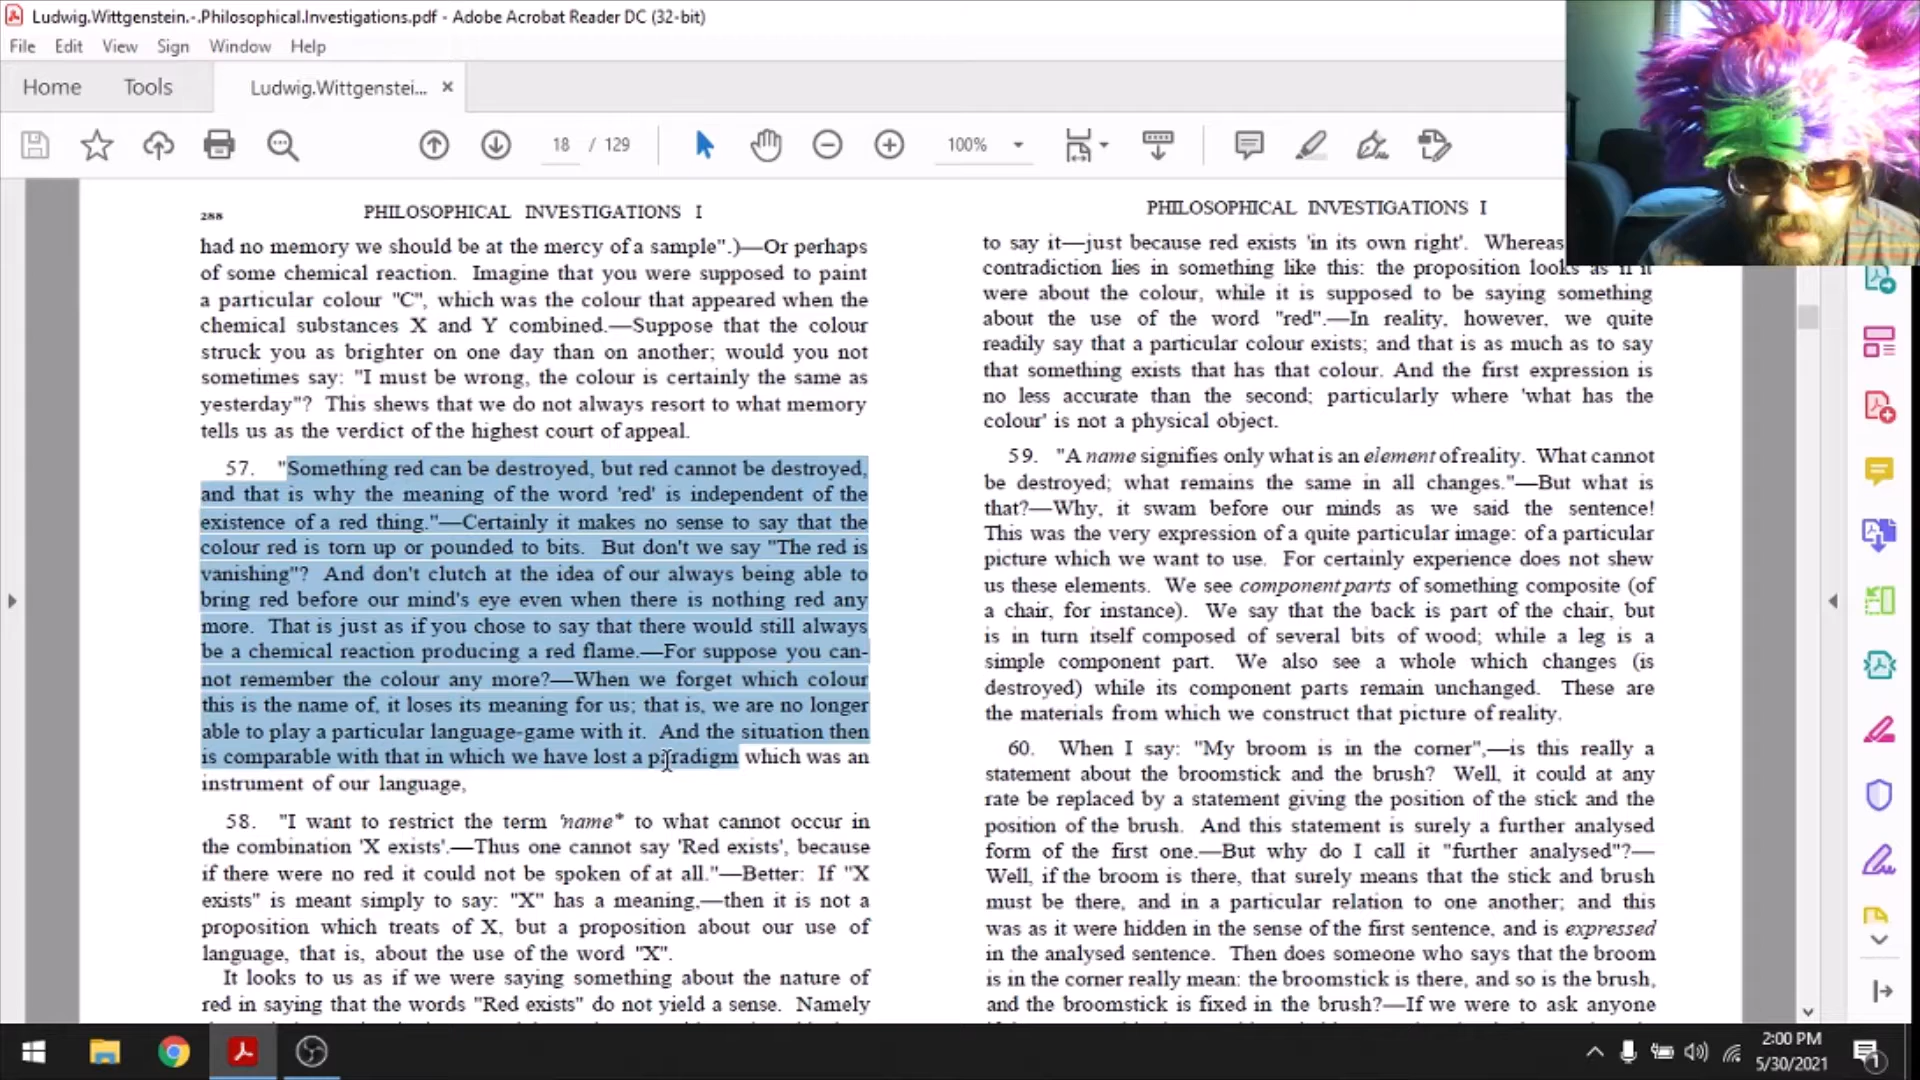 Ludwig.Wittgenstein.-.Philosophical.Investigations.pdf - Adobe Acrobat Reader DC (32-bit)
File Edit View Sign Window Help
Home Tools Ludwig.Wittgenstei... ×
18 / 129 100%
288 PHILOSOPHICAL INVESTIGATIONS I
had no memory we should be at the mercy of a sample".)—Or perhaps
of some chemical reaction. Imagine that you were supposed to paint
a particular colour "C", which was the colour that appeared when the
chemical substances X and Y combined.—Suppose that the colour
struck you as brighter on one day than on another; would you not
sometimes say: "I must be wrong, the colour is certainly the same as
yesterday"? This shews that we do not always resort to what memory
tells us as the verdict of the highest court of appeal.
57. "Something red can be destroyed, but red cannot be destroyed,
and that is why the meaning of the word 'red' is independent of the
existence of a red thing."—Certainly it makes no sense to say that the
colour red is torn up or pounded to bits. But don't we say "The red is
vanishing"? And don't clutch at the idea of our always being able to
bring red before our mind's eye even when there is nothing red any
more. That is just as if you chose to say that there would still always
be a chemical reaction producing a red flame.—For suppose you can-
not remember the colour any more?—When we forget which colour
this is the name of, it loses its meaning for us; that is, we are no longer
able to play a particular language-game with it. And the situation then
is comparable with that in which we have lost a paradigm which was an
instrument of our language,
58. "I want to restrict the term 'name* to what cannot occur in
the combination 'X exists'.—Thus one cannot say 'Red exists', because
if there were no red it could not be spoken of at all."—Better: If "X
exists" is meant simply to say: "X" has a meaning,—then it is not a
proposition which treats of X, but a proposition about our use of
language, that is, about the use of the word "X".
It looks to us as if we were saying something about the nature of
red in saying that the words "Red exists" do not yield a sense. Namely
PHILOSOPHICAL INVESTIGATIONS I
to say it—just because red exists 'in its own right'. Whereas
contradiction lies in something like this: the proposition looks as if it
were about the colour, while it is supposed to be saying something
about the use of the word "red".—In reality, however, we quite
readily say that a particular colour exists; and that is as much as to say
that something exists that has that colour. And the first expression is
no less accurate than the second; particularly where 'what has the
colour' is not a physical object.
59. "A name signifies only what is an element of reality. What cannot
be destroyed; what remains the same in all changes."—But what is
that?—Why, it swam before our minds as we said the sentence!
This was the very expression of a quite particular image: of a particular
picture which we want to use. For certainly experience does not shew
us these elements. We see component parts of something composite (of
a chair, for instance). We say that the back is part of the chair, but
is in turn itself composed of several bits of wood; while a leg is a
simple component part. We also see a whole which changes (is
destroyed) while its component parts remain unchanged. These are
the materials from which we construct that picture of reality.
60. When I say: "My broom is in the corner",—is this really a
statement about the broomstick and the brush? Well, it could at any
rate be replaced by a statement giving the position of the stick and the
position of the brush. And this statement is surely a further analysed
form of the first one.—But why do I call it "further analysed"?—
Well, if the broom is there, that surely means that the stick and brush
must be there, and in a particular relation to one another; and this
was as it were hidden in the sense of the first sentence, and is expressed
in the analysed sentence. Then does someone who says that the broom
is in the corner really mean: the broomstick is there, and so is the brush,
and the broomstick is fixed in the brush?—If we were to ask anyone
2:00 PM
5/30/2021
1